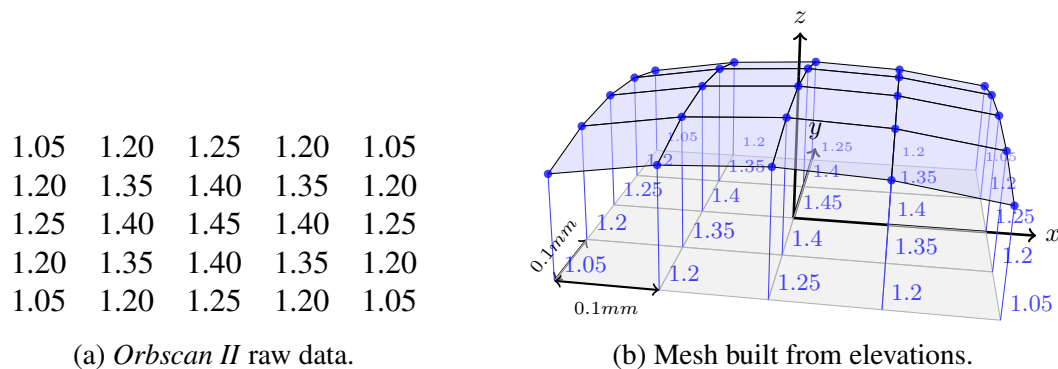 1.05 1.20 1.25 1.20 1.05
1.20 1.35 1.40 1.35 1.20
1.25 1.40 1.45 1.40 1.25
1.20 1.35 1.40 1.35 1.20
1.05 1.20 1.25 1.20 1.05
(a) Orbscan II raw data.
z
y
x
1.05 1.2 1.25 1.2 1.05
1.2 1.35 1.4 1.35 1.2
1.25 1.4 1.45 1.4 1.25
1.2 1.35 1.4 1.35 1.2
1.05 1.2 1.25 1.2 1.05
0.1mm
0.1mm
(b) Mesh built from elevations.